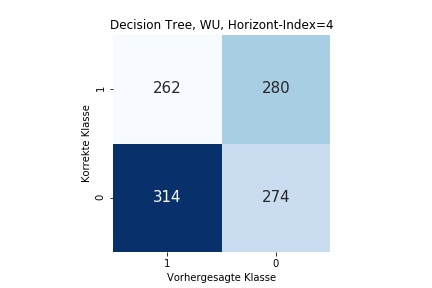 Decision Tree, WU, Horizont-Index=4
Korrekte Klasse
1
262
280
0
314
274
1
0
Vorhergesagte Klasse